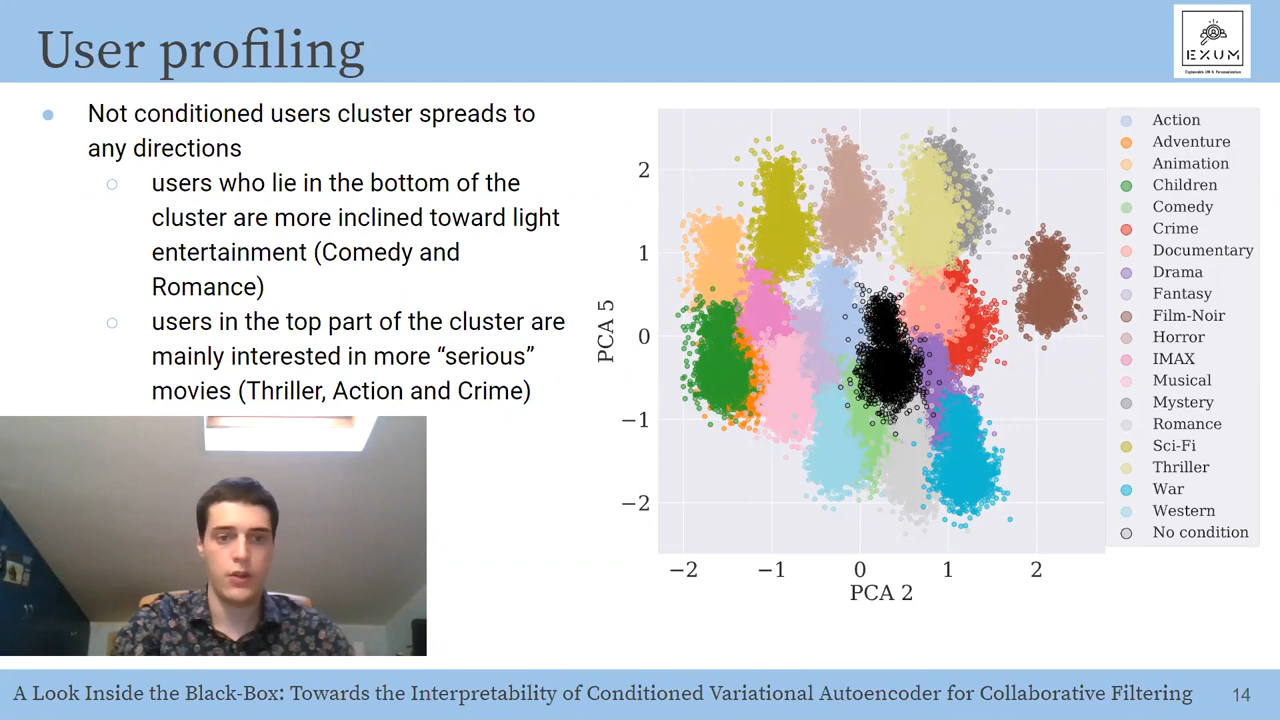 User profiling
EXUM
Explainable UM & Personalization
Not conditioned users cluster spreads to
any directions
users who lie in the bottom of the
cluster are more inclined toward light
entertainment (Comedy and
Romance)
users in the top part of the cluster are
mainly interested in more “serious”
movies (Thriller, Action and Crime)
PCA 5
2
1
0
−1
−2
−2
−1
0
1
2
PCA 2
Action
Adventure
Animation
Children
Comedy
Crime
Documentary
Drama
Fantasy
Film-Noir
Horror
IMAX
Musical
Mystery
Romance
Sci-Fi
Thriller
War
Western
No condition
A Look Inside the Black-Box: Towards the Interpretability of Conditioned Variational Autoencoder for Collaborative Filtering
14